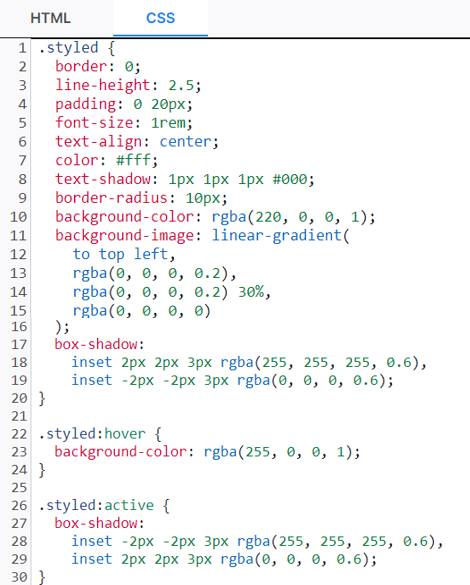 HTML CSS
1 .styled {
2   border: 0;
3   line-height: 2.5;
4   padding: 0 20px;
5   font-size: 1rem;
6   text-align: center;
7   color: #fff;
8   text-shadow: 1px 1px 1px #000;
9   border-radius: 10px;
10   background-color: rgba(220, 0, 0, 1);
11   background-image: linear-gradient(
12     to top left,
13     rgba(0, 0, 0, 0.2),
14     rgba(0, 0, 0, 0.2) 30%,
15     rgba(0, 0, 0, 0)
16   );
17   box-shadow:
18     inset 2px 2px 3px rgba(255, 255, 255, 0.6),
19     inset -2px -2px 3px rgba(0, 0, 0, 0.6);
20 }
21
22 .styled:hover {
23   background-color: rgba(255, 0, 0, 1);
24 }
25
26 .styled:active {
27   box-shadow:
28     inset -2px -2px 3px rgba(255, 255, 255, 0.6),
29     inset 2px 2px 3px rgba(0, 0, 0, 0.6);
30 }